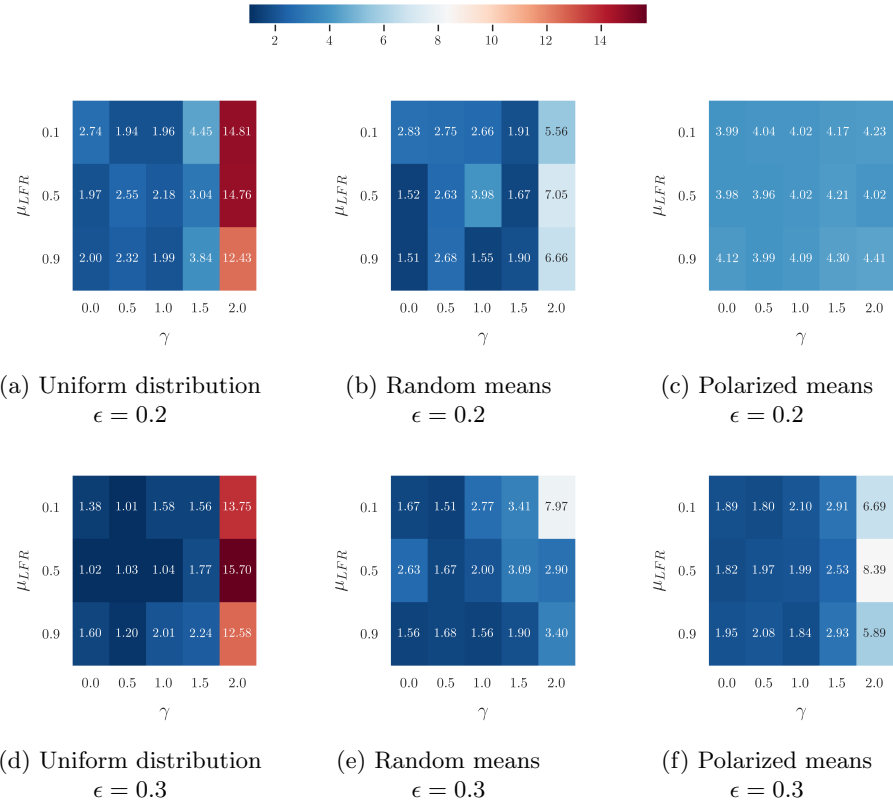 2 4 6 8 10 12 14
0.1 2.74 1.94 1.96 4.45 14.81
μLFR 0.5 1.97 2.55 2.18 3.04 14.76
0.9 2.00 2.32 1.99 3.84 12.43
0.0 0.5 1.0 1.5 2.0
γ
(a) Uniform distribution
ϵ = 0.2
0.1 2.83 2.75 2.66 1.91 5.56
μLFR 0.5 1.52 2.63 3.98 1.67 7.05
0.9 1.51 2.68 1.55 1.90 6.66
0.0 0.5 1.0 1.5 2.0
γ
(b) Random means
ϵ = 0.2
0.1 3.99 4.04 4.02 4.17 4.23
μLFR 0.5 3.98 3.96 4.02 4.21 4.02
0.9 4.12 3.99 4.09 4.30 4.41
0.0 0.5 1.0 1.5 2.0
γ
(c) Polarized means
ϵ = 0.2
0.1 1.38 1.01 1.58 1.56 13.75
μLFR 0.5 1.02 1.03 1.04 1.77 15.70
0.9 1.60 1.20 2.01 2.24 12.58
0.0 0.5 1.0 1.5 2.0
γ
(d) Uniform distribution
ϵ = 0.3
0.1 1.67 1.51 2.77 3.41 7.97
μLFR 0.5 2.63 1.67 2.00 3.09 2.90
0.9 1.56 1.68 1.56 1.90 3.40
0.0 0.5 1.0 1.5 2.0
γ
(e) Random means
ϵ = 0.3
0.1 1.89 1.80 2.10 2.91 6.69
μLFR 0.5 1.82 1.97 1.99 2.53 8.39
0.9 1.95 2.08 1.84 2.93 5.89
0.0 0.5 1.0 1.5 2.0
γ
(f) Polarized means
ϵ = 0.3